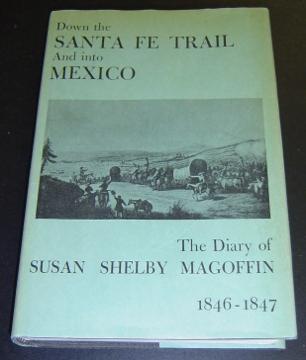 Down the
SANTA FE TRAIL
And into
MEXICO
The Diary of
SUSAN SHELBY MAGOFFIN
1846-1847